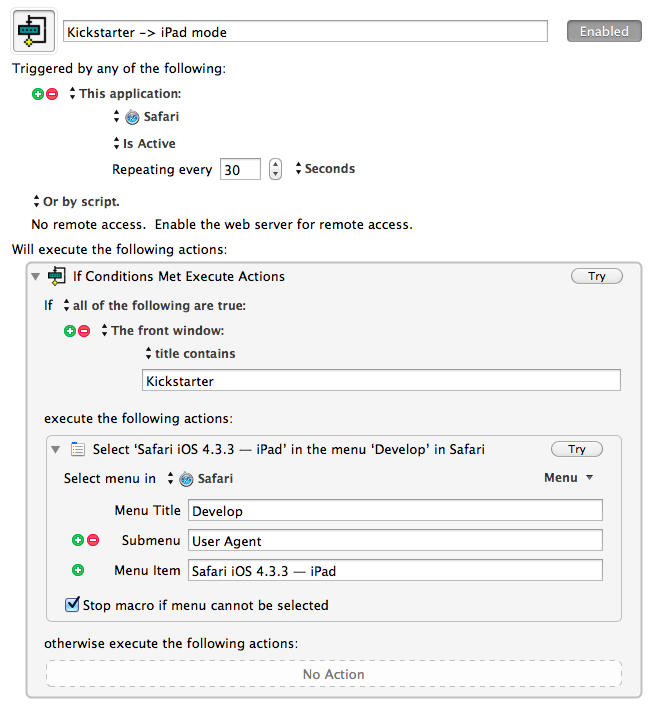 Kickstarter -> iPad mode
Enabled
Triggered by any of the following:
This application:
Safari
Is Active
Repeating every 30 Seconds
Or by script.
No remote access. Enable the web server for remote access.
Will execute the following actions:
If Conditions Met Execute Actions
Try
If all of the following are true:
The front window:
title contains
Kickstarter
execute the following actions:
Select ‘Safari iOS 4.3.3 — iPad’ in the menu ‘Develop’ in Safari
Try
Select menu in Safari
Menu
Menu Title Develop
Submenu User Agent
Menu Item Safari iOS 4.3.3 — iPad
Stop macro if menu cannot be selected
otherwise execute the following actions:
No Action